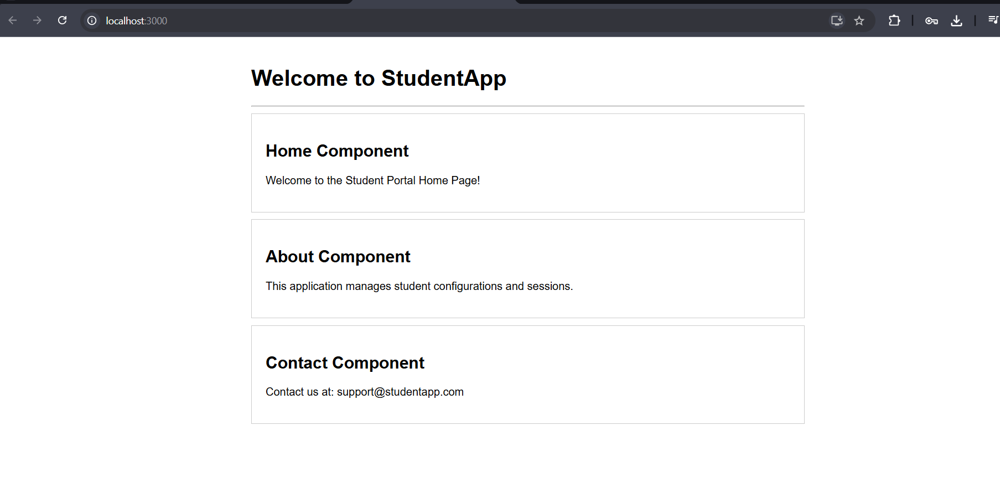 localhost:3000
Welcome to StudentApp
Home Component
Welcome to the Student Portal Home Page!
About Component
This application manages student configurations and sessions.
Contact Component
Contact us at: support@studentapp.com